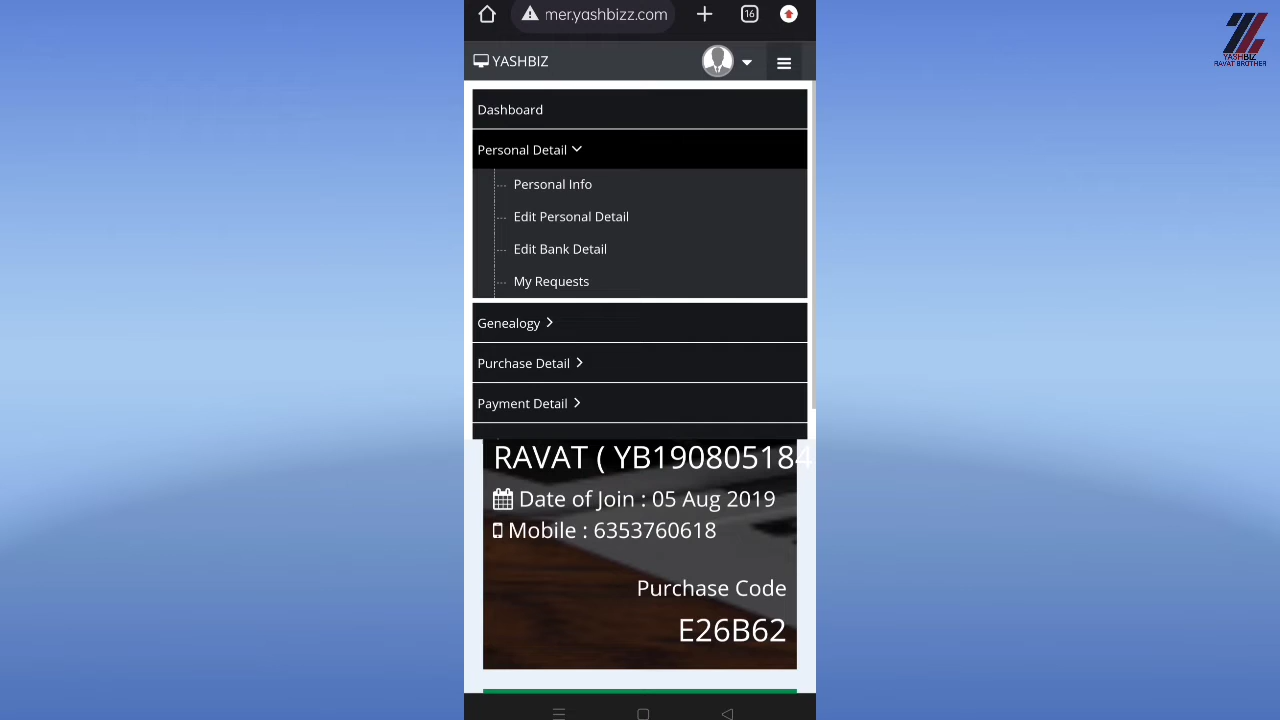 mer.yashbizz.com
16
YASHBIZ
Dashboard
Personal Detail
Personal Info
Edit Personal Detail
Edit Bank Detail
My Requests
Genealogy
Purchase Detail
Payment Detail
RAVAT ( YB190805184
Date of Join : 05 Aug 2019
Mobile : 6353760618
Purchase Code
E26B62
YASHBIZ
RAVAT BROTHER